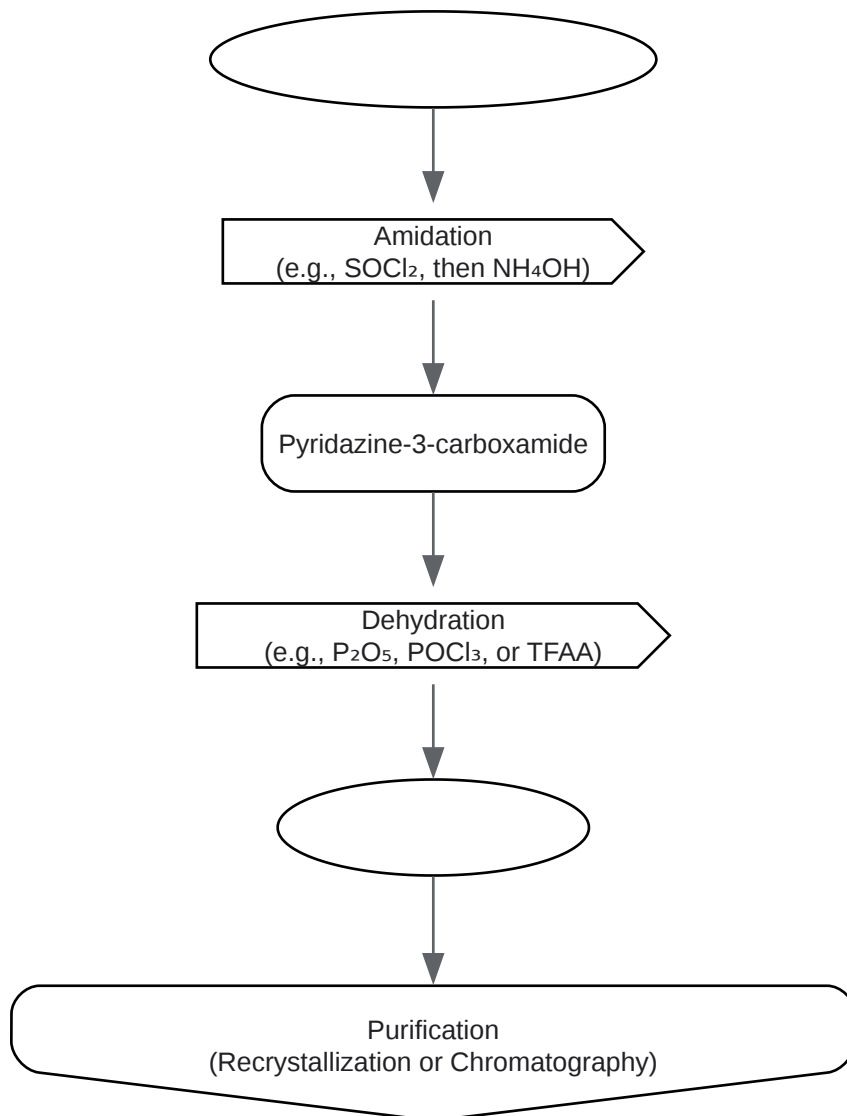 Amidation
(e.g., SOCl₂, then NH₄OH)
Pyridazine-3-carboxamide
Dehydration
(e.g., P₂O₅, POCl₃, or TFAA)
Purification
(Recrystallization or Chromatography)